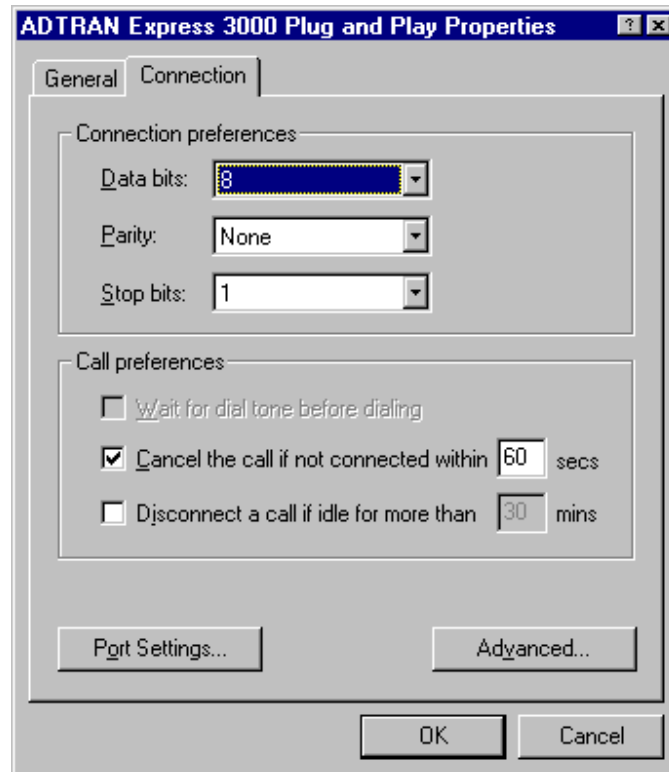 ADTRAN Express 3000 Plug and Play Properties
General Connection
Connection preferences
Data bits: 8
Parity: None
Stop bits: 1
Call preferences
Wait for dial tone before dialing
Cancel the call if not connected within 60 secs
Disconnect a call if idle for more than 30 mins
Port Settings... Advanced...
OK Cancel